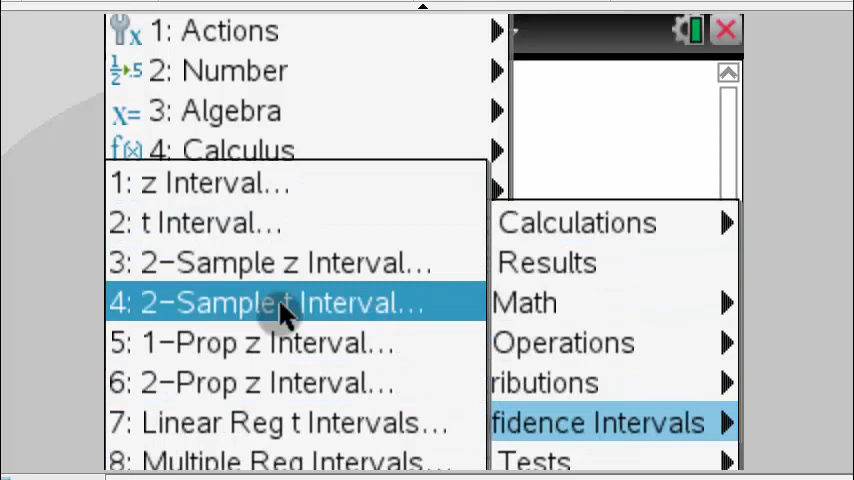 1: Actions
2: Number
3: Algebra
4: Calculus
1: z Interval...
2: t Interval...
3: 2-Sample z Interval...
4: 2-Sample t Interval...
5: 1-Prop z Interval...
6: 2-Prop z Interval...
7: Linear Reg t Intervals...
8: Multiple Reg Intervals...
Calculations
Results
Math
Operations
ributions
fidence Intervals
Tests